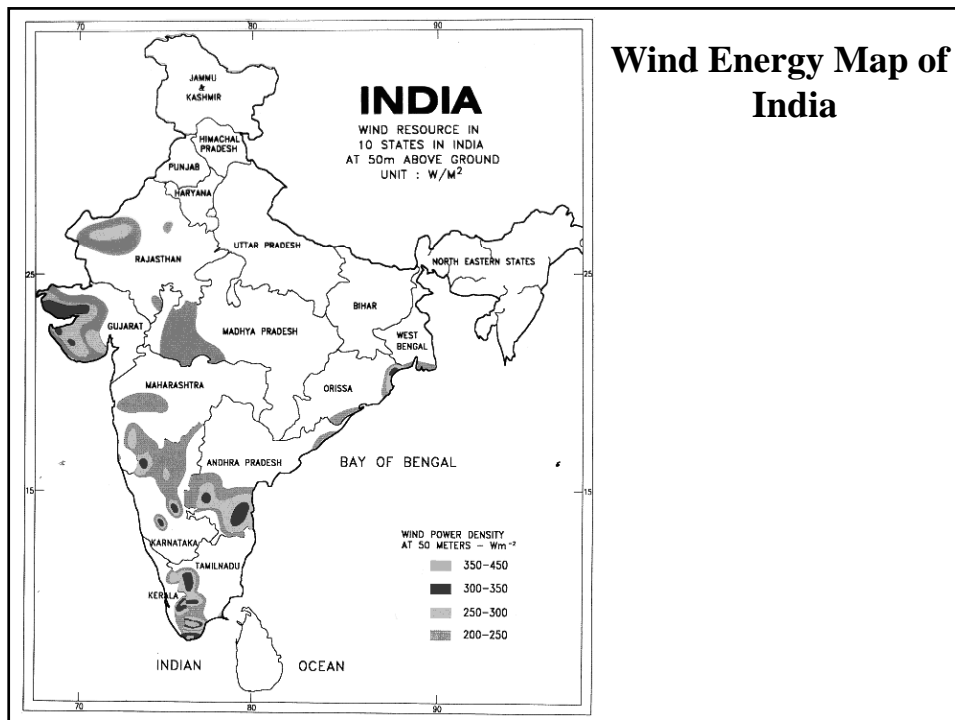 Wind Energy Map of
India
70
80
90
INDIA
WIND RESOURCE IN
10 STATES IN INDIA
AT 50m ABOVE GROUND
UNIT : W/M²
JAMMU
&
KASHMIR
HIMACHAL
PRADESH
PUNJAB
HARYANA
UTTAR PRADESH
RAJASTHAN
NORTH EASTERN STATES
25
25
BIHAR
GUJARAT
MADHYA PRADESH
WEST
BENGAL
MAHARASHTRA
ORISSA
ANDHRA PRADESH
BAY OF BENGAL
15
15
KARNATAKA
TAMILNADU
KERALA
WIND POWER DENSITY
AT 50 METERS - Wm⁻²
350-450
300-350
250-300
200-250
INDIAN
OCEAN
70
80
90